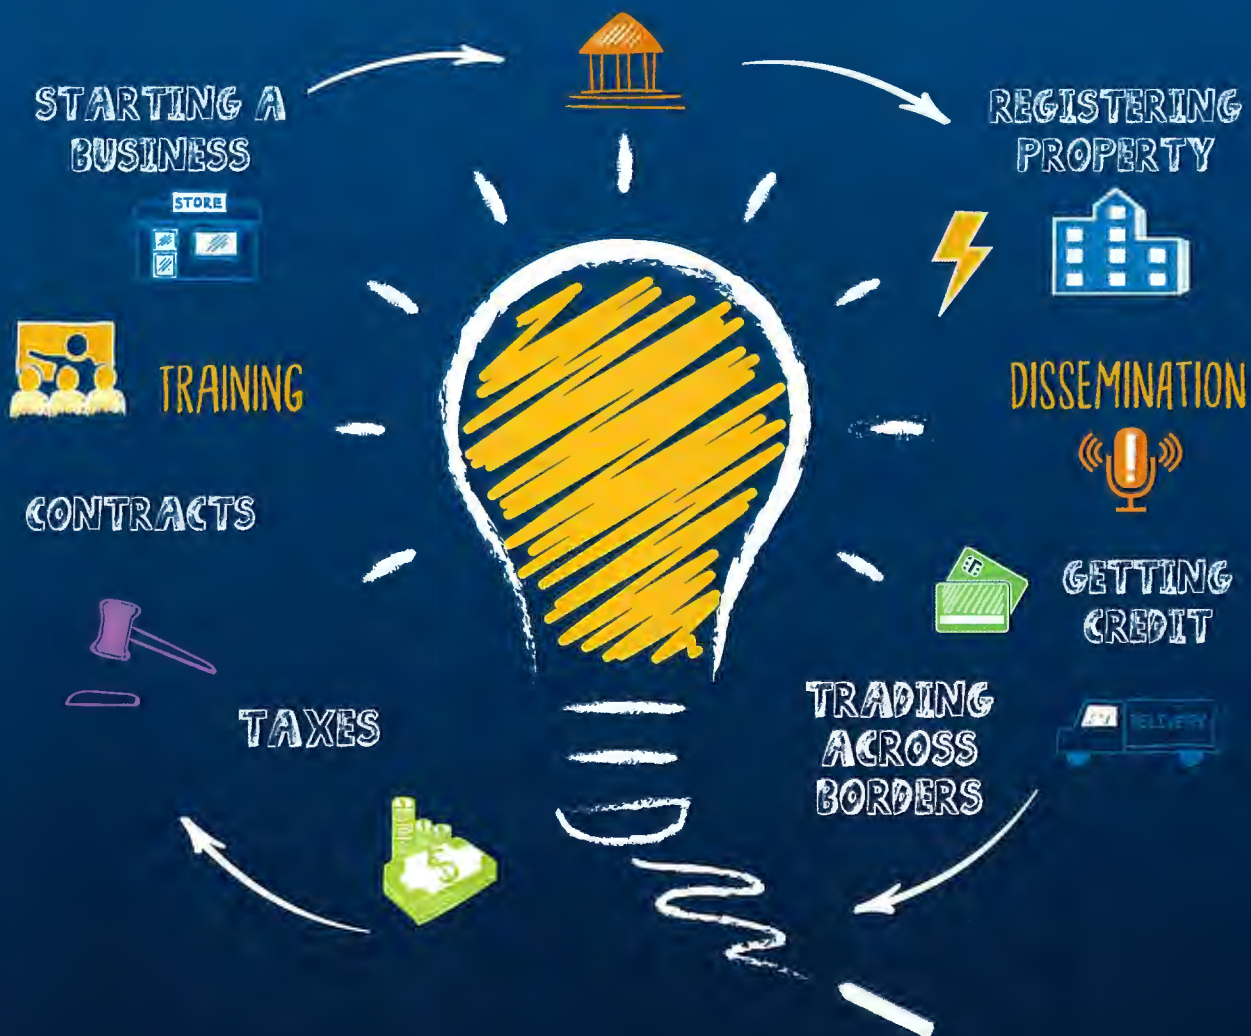 STARTING A
BUSINESS
STORE
REGISTERING
PROPERTY
TRAINING
DISSEMINATION
CONTRACTS
GETTING
CREDIT
TAXES
TRADING
ACROSS
BORDERS
DELIVERY
$